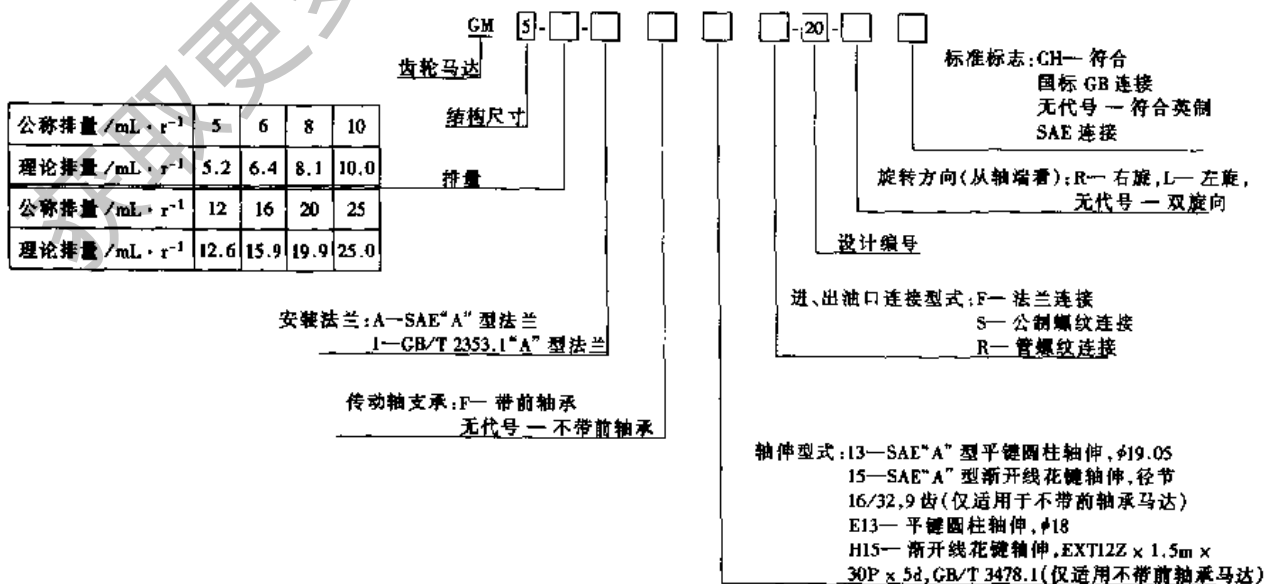 GM 5 - □ - □ □ □ □ - 20 - □ □
齿轮马达
结构尺寸
排量
公称排量/mL·r⁻¹ 5 6 8 10
理论排量/mL·r⁻¹ 5.2 6.4 8.1 10.0
公称排量/mL·r⁻¹ 12 16 20 25
理论排量/mL·r⁻¹ 12.6 15.9 19.9 25.0
安装法兰:A—SAE“A”型法兰
1—GB/T 2353.1“A”型法兰
传动轴支承:F—带前轴承
无代号—不带前轴承
标准标志:CH—符合
国标 GB 连接
无代号—符合英制
SAE 连接
旋转方向(从轴端看);R—右旋,L—左旋,
无代号—双旋向
设计编号
进、出油口连接型式:F—法兰连接
S—公制螺纹连接
R—管螺纹连接
轴伸型式:13—SAE“A”型平键圆柱轴伸,φ19.05
15—SAE“A”型渐开线花键轴伸,径节
16/32,9 齿(仅适用于不带前轴承马达)
E13—平键圆柱轴伸,φ18
H15—渐开线花键轴伸,EXT12Z×1.5m×
30P×5d,GB/T 3478.1(仅适用不带前轴承马达)
获取更多